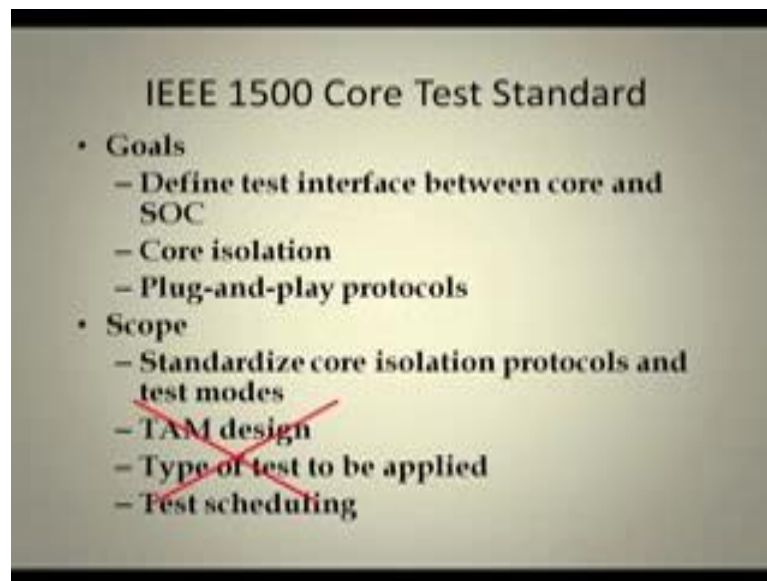 IEEE 1500 Core Test Standard
• Goals
– Define test interface between core and
SOC
– Core isolation
– Plug-and-play protocols
• Scope
– Standardize core isolation protocols and
test modes
– TAM design
– Type of test to be applied
– Test scheduling